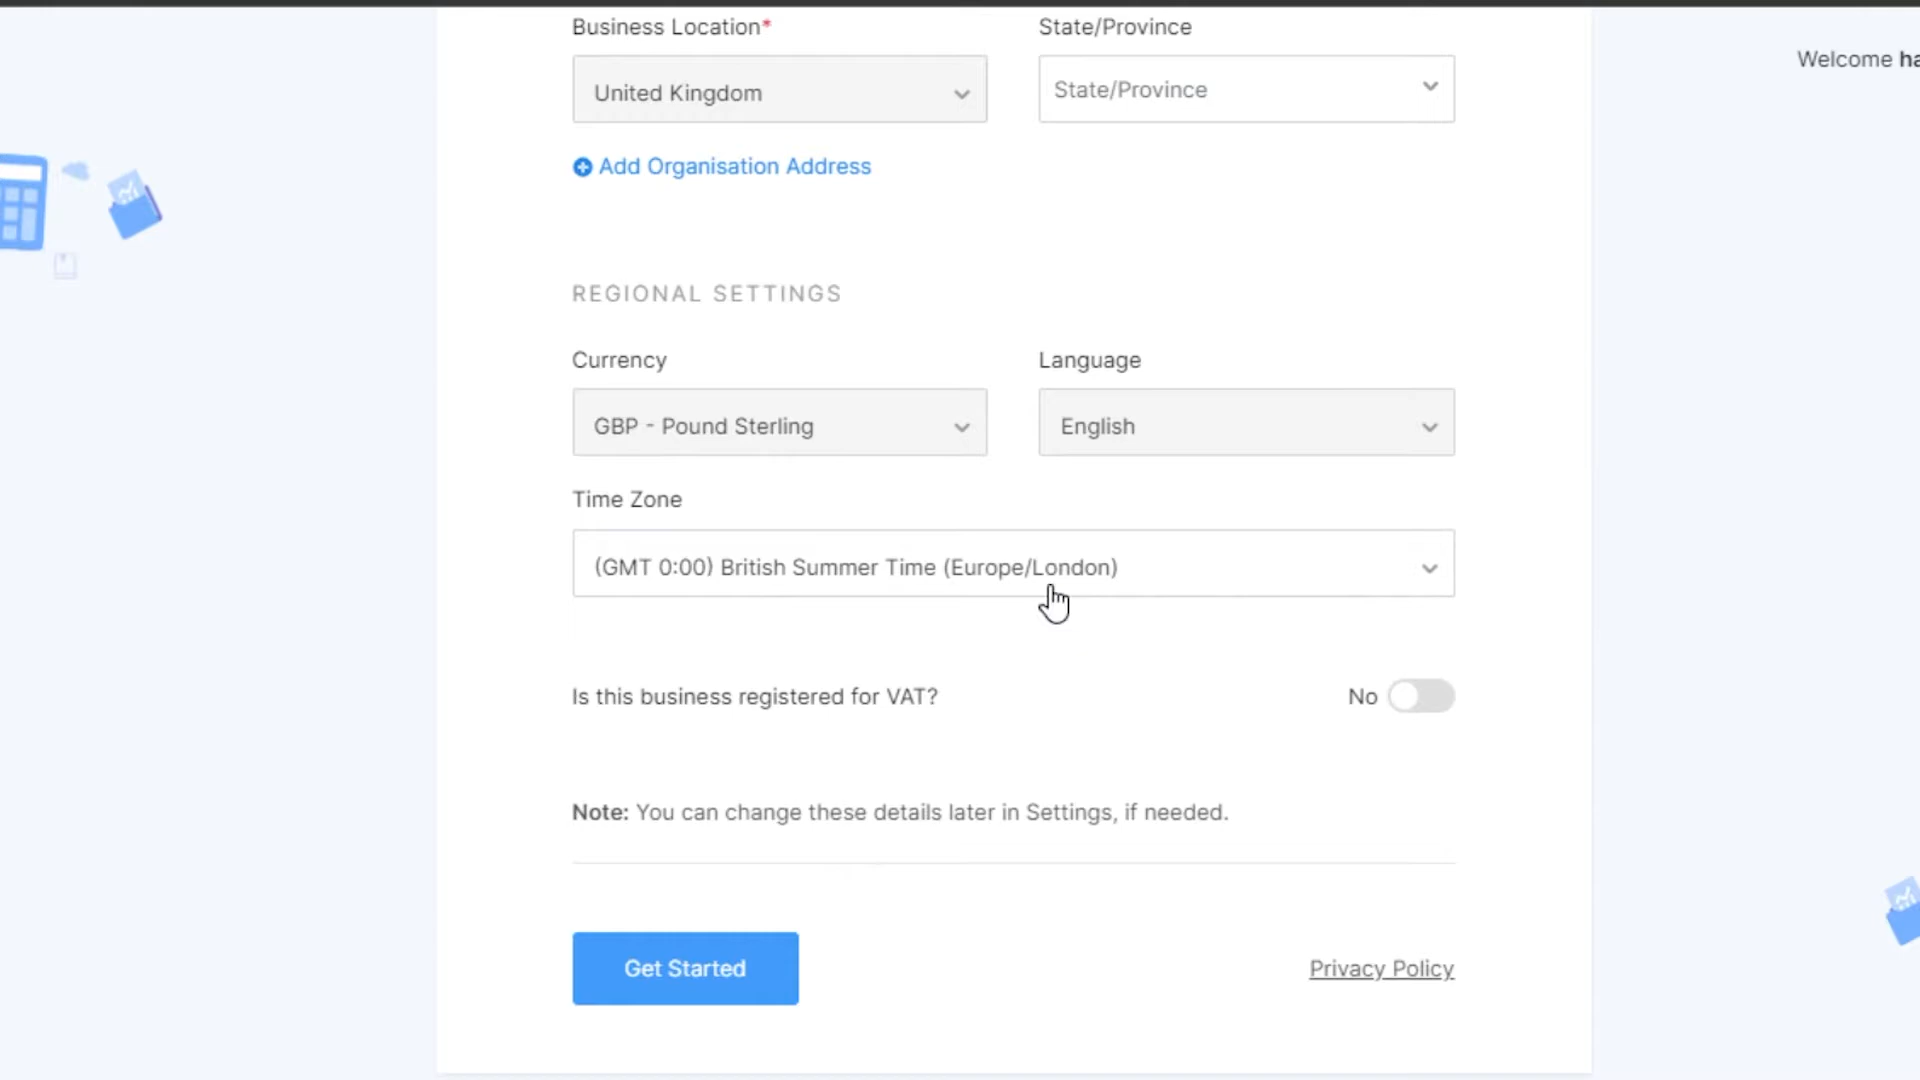 Business Location*
State/Province
Welcome ha
United Kingdom
State/Province
Add Organisation Address
REGIONAL SETTINGS
Currency
Language
GBP - Pound Sterling
English
Time Zone
(GMT 0:00) British Summer Time (Europe/London)
Is this business registered for VAT?
No
Note: You can change these details later in Settings, if needed.
Get Started
Privacy Policy